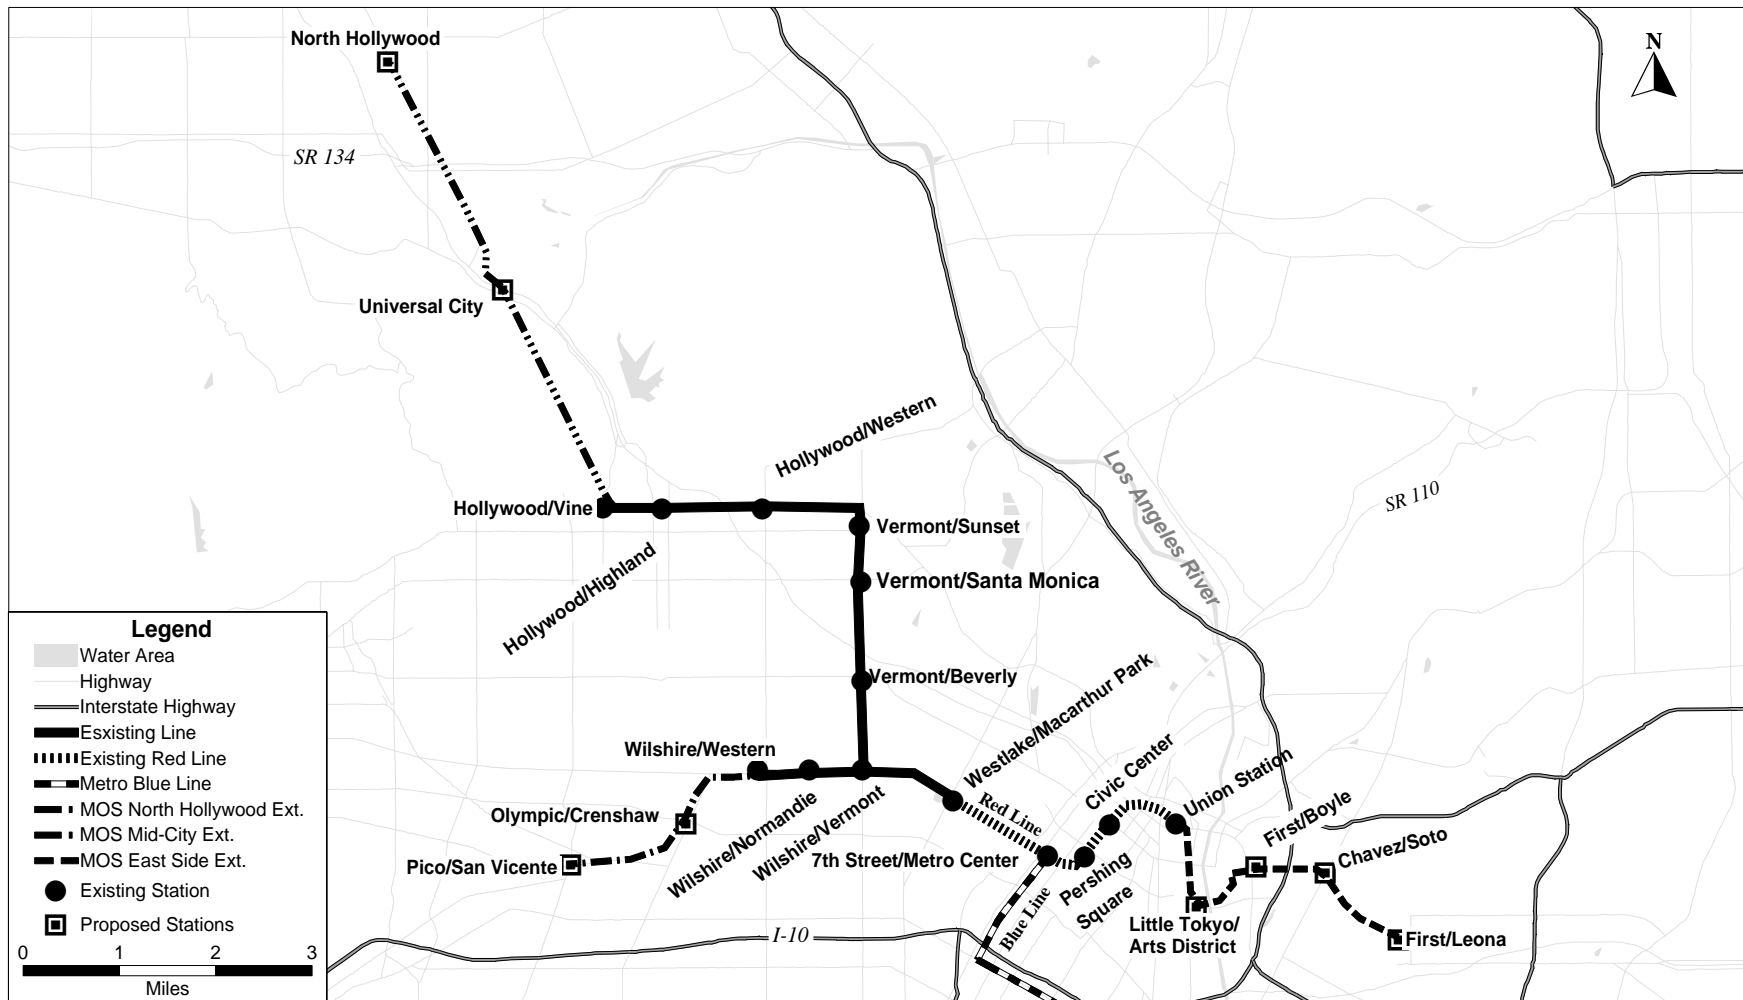 North Hollywood
N
SR 134
Universal City
Hollywood/Western
Los Angeles River
SR 110
Hollywood/Vine
Vermont/Sunset
Hollywood/Highland
Vermont/Santa Monica
Vermont/Beverly
Westlake/Macarthur Park
Wilshire/Western
Civic Center
Union Station
Olympic/Crenshaw
Red Line
First/Boyle
Wilshire/Normandie
Wilshire/Vermont
7th Street/Metro Center
Pico/San Vicente
Chavez/Soto
Pershing
Square
Blue Line
Little Tokyo/
Arts District
First/Leona
I-10
Legend
Water Area
Highway
Interstate Highway
Esxisting Line
Existing Red Line
Metro Blue Line
MOS North Hollywood Ext.
MOS Mid-City Ext.
MOS East Side Ext.
Existing Station
Proposed Stations
0 1 2 3
Miles